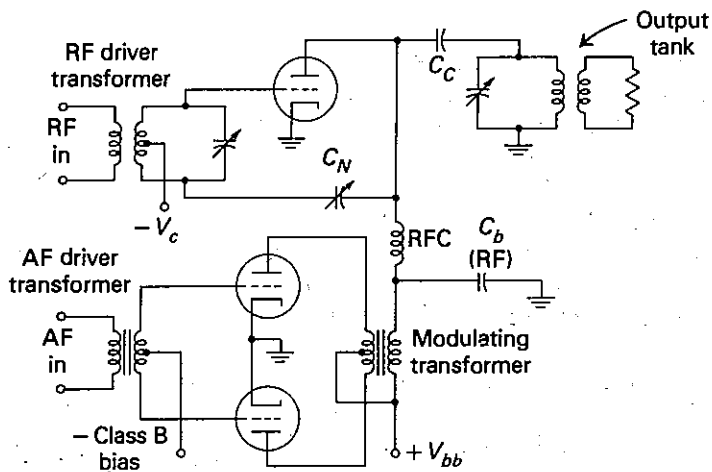 Output
tank
RF driver
transformer
C_C
RF
in
C_N
− V_c
RFC
C_b
(RF)
AF driver
transformer
AF
in
Modulating
transformer
− Class B
bias
+ V_bb